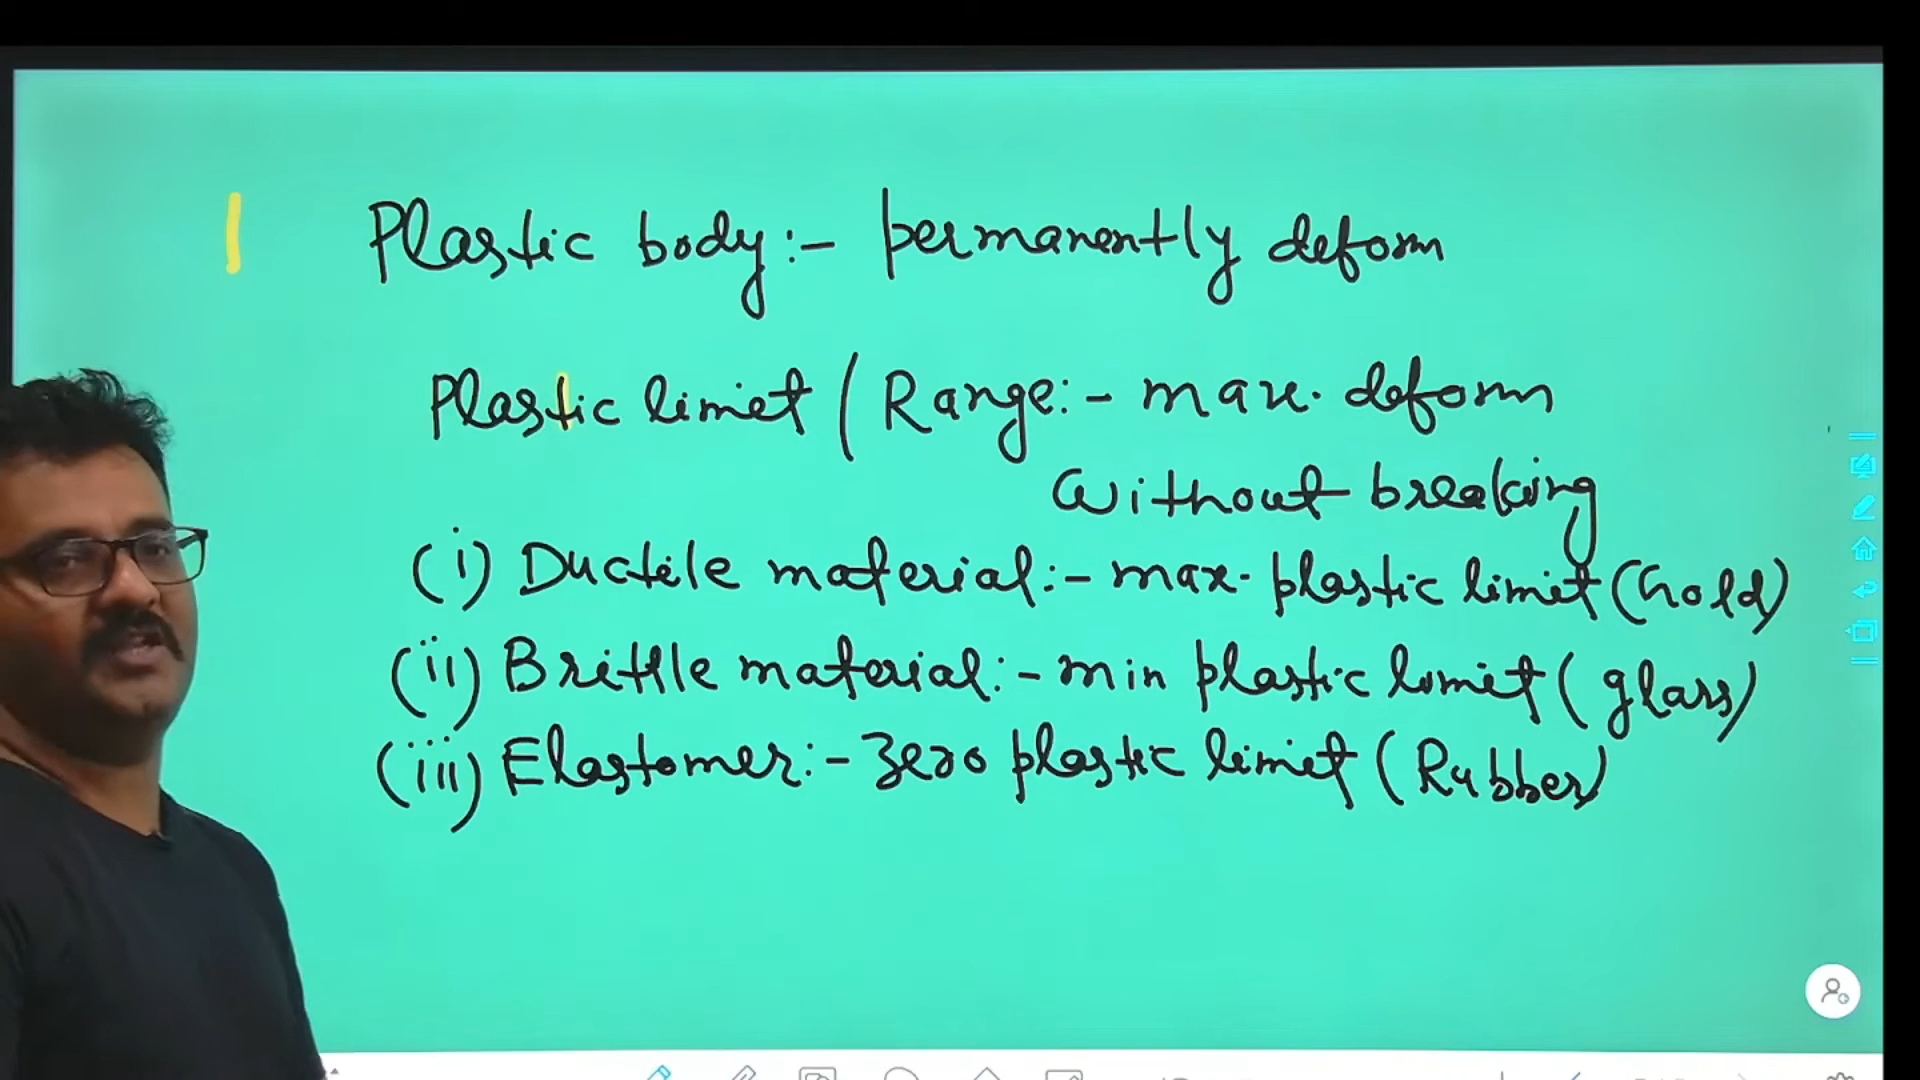 Plastic body:- permanently deform
Plastic limit / Range:- max. deform
without breaking
(i) Ductile material:- max. plastic limit (Gold)
(ii) Brittle material:- min plastic limit (glass)
(iii) Elastomer:- Zero plastic limit (Rubber)